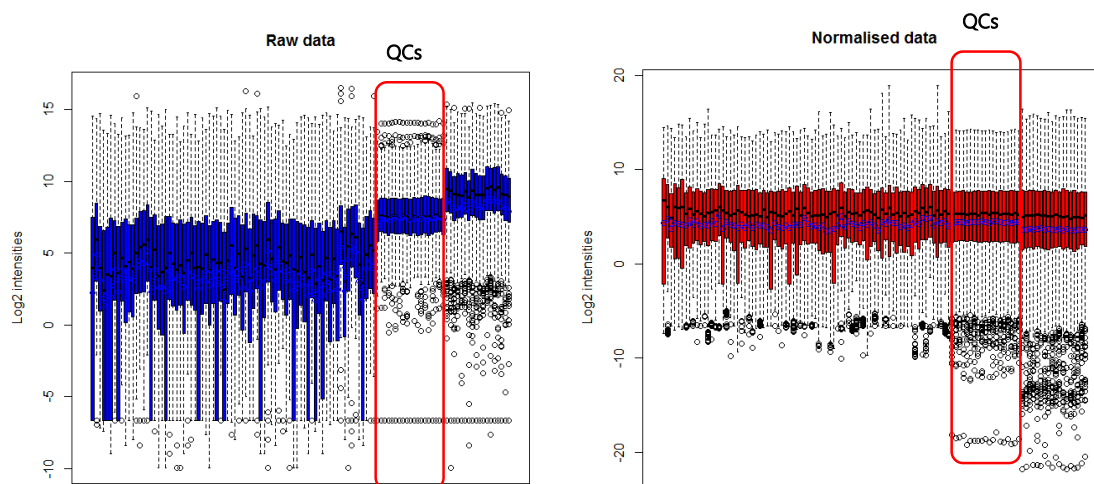 QCs
Raw data
Log2 intensities
15
10
5
0
-5
-10
QCs
Normalised data
Log2 intensities
20
10
0
-10
-20